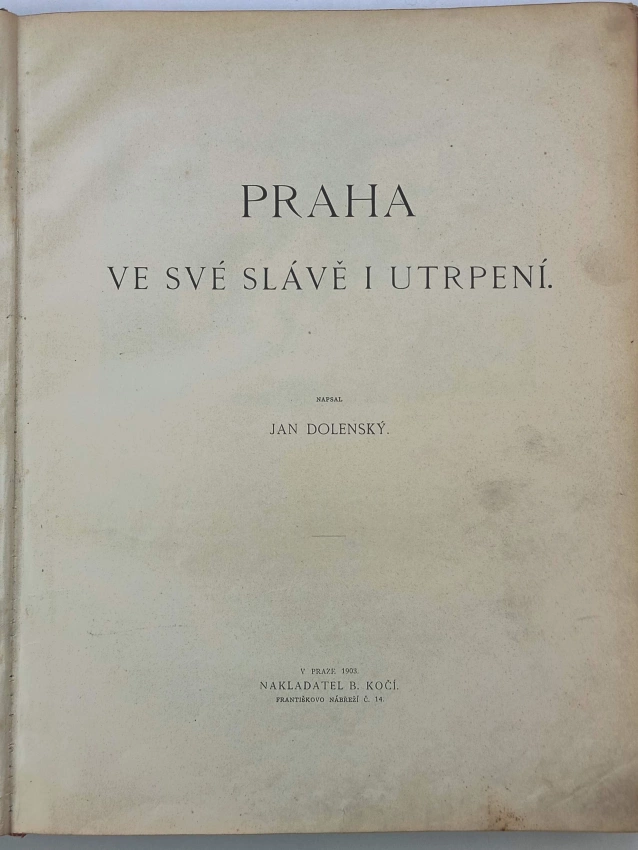 PRAHA
VE SVÉ SLÁVĚ I UTRPENÍ.
NAPSAL
JAN DOLENSKÝ.
V PRAZE 1903.
NAKLADATEL B. KOČÍ.
FRANTIŠKOVO NÁBŘEŽÍ Č. 14.